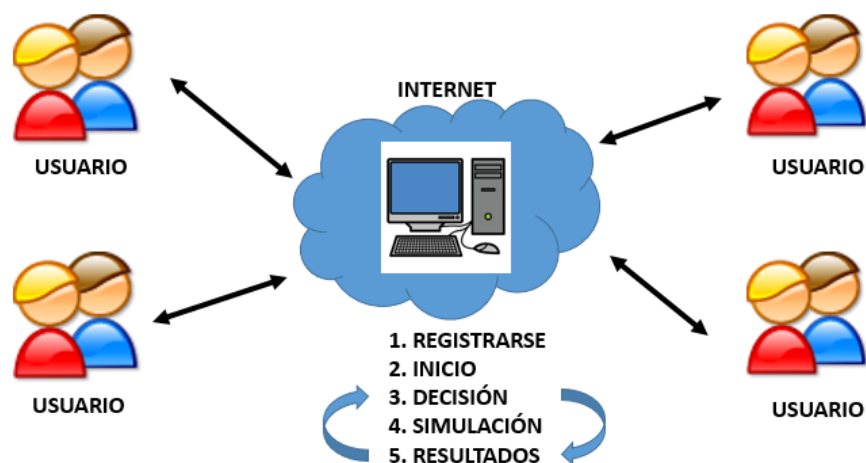 INTERNET
USUARIO
USUARIO
USUARIO
USUARIO
1. REGISTRARSE
2. INICIO
3. DECISIÓN
4. SIMULACIÓN
5. RESULTADOS